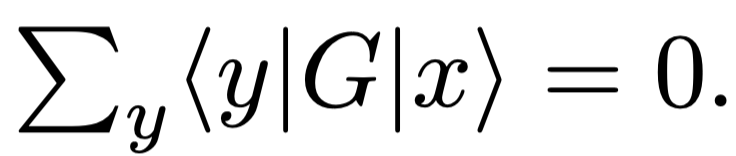 ∑_y ⟨y|G|x⟩ = 0.